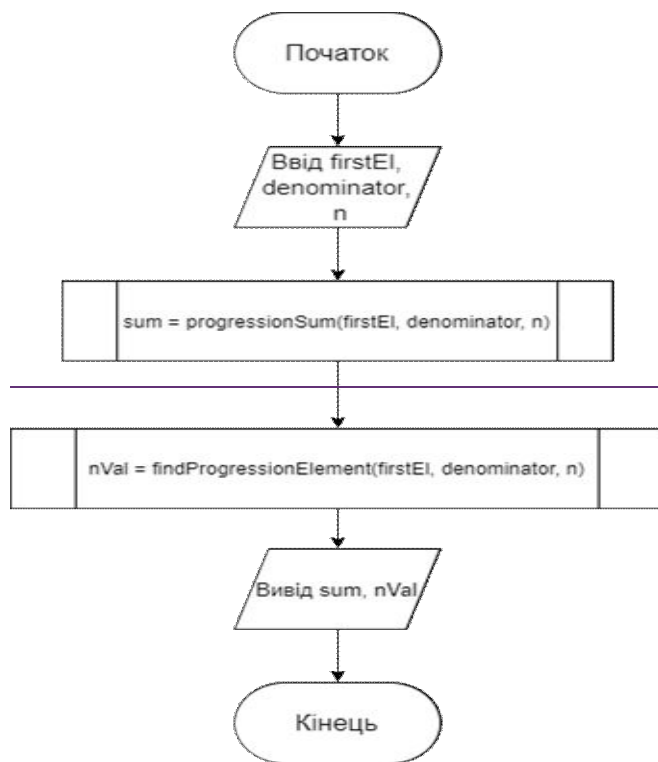 Початок
Ввід firstEl,
denominator,
n
sum = progressionSum(firstEl, denominator, n)
nVal = findProgressionElement(firstEl, denominator, n)
Вивід sum, nVal
Кінець